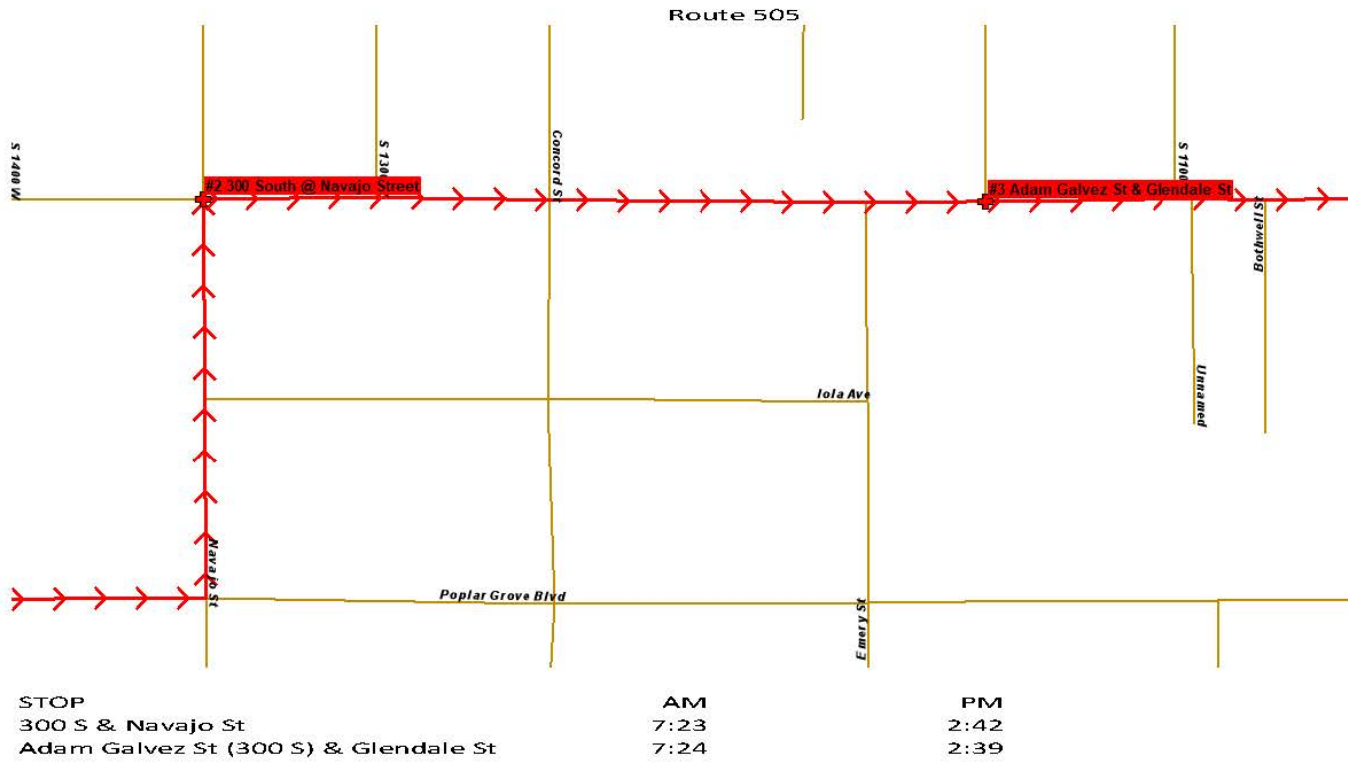 Route 505
S 1400 W
#2 300 South @ Navajo Street
S 130
Concord St
#3 Adam Galvez St & Glendale St
S 1100
Bothwell St
Iola Ave
Unnamed
Navajo St
Poplar Grove Blvd
Emery St
STOP AM PM
300 S & Navajo St 7:23 2:42
Adam Galvez St (300 S) & Glendale St 7:24 2:39